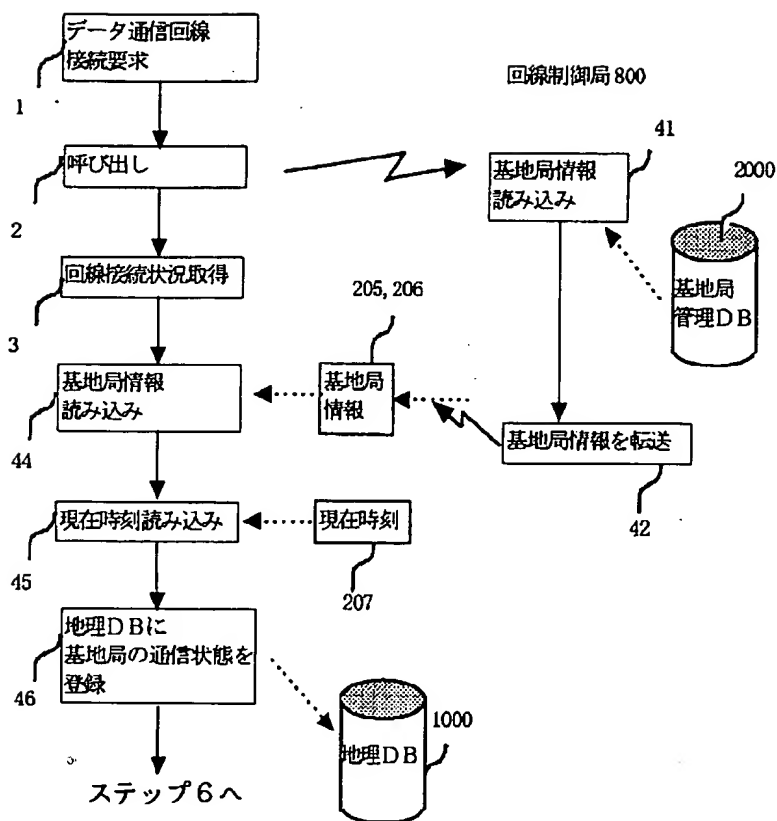 データ通信回線
接続要求
1
回線制御局800
呼び出し
2
41
基地局情報
読み込み
2000
基地局
管理DB
回線接続状況取得
3
205, 206
基地局
情報
基地局情報
読み込み
44
基地局情報を転送
42
現在時刻読み込み
45
現在時刻
207
地理DBに
基地局の通信状態を
登録
46
1000
地理DB
ステップ6へ